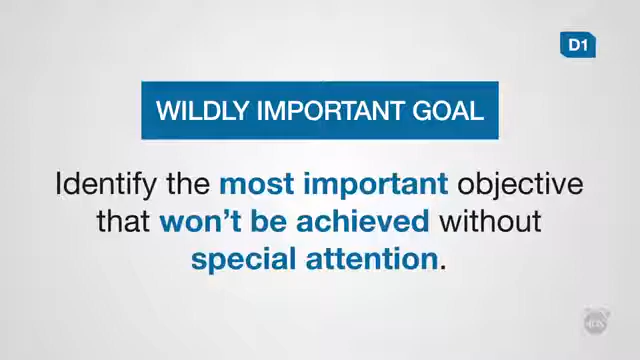 D1
WILDLY IMPORTANT GOAL
Identify the most important objective
that won't be achieved without
special attention.